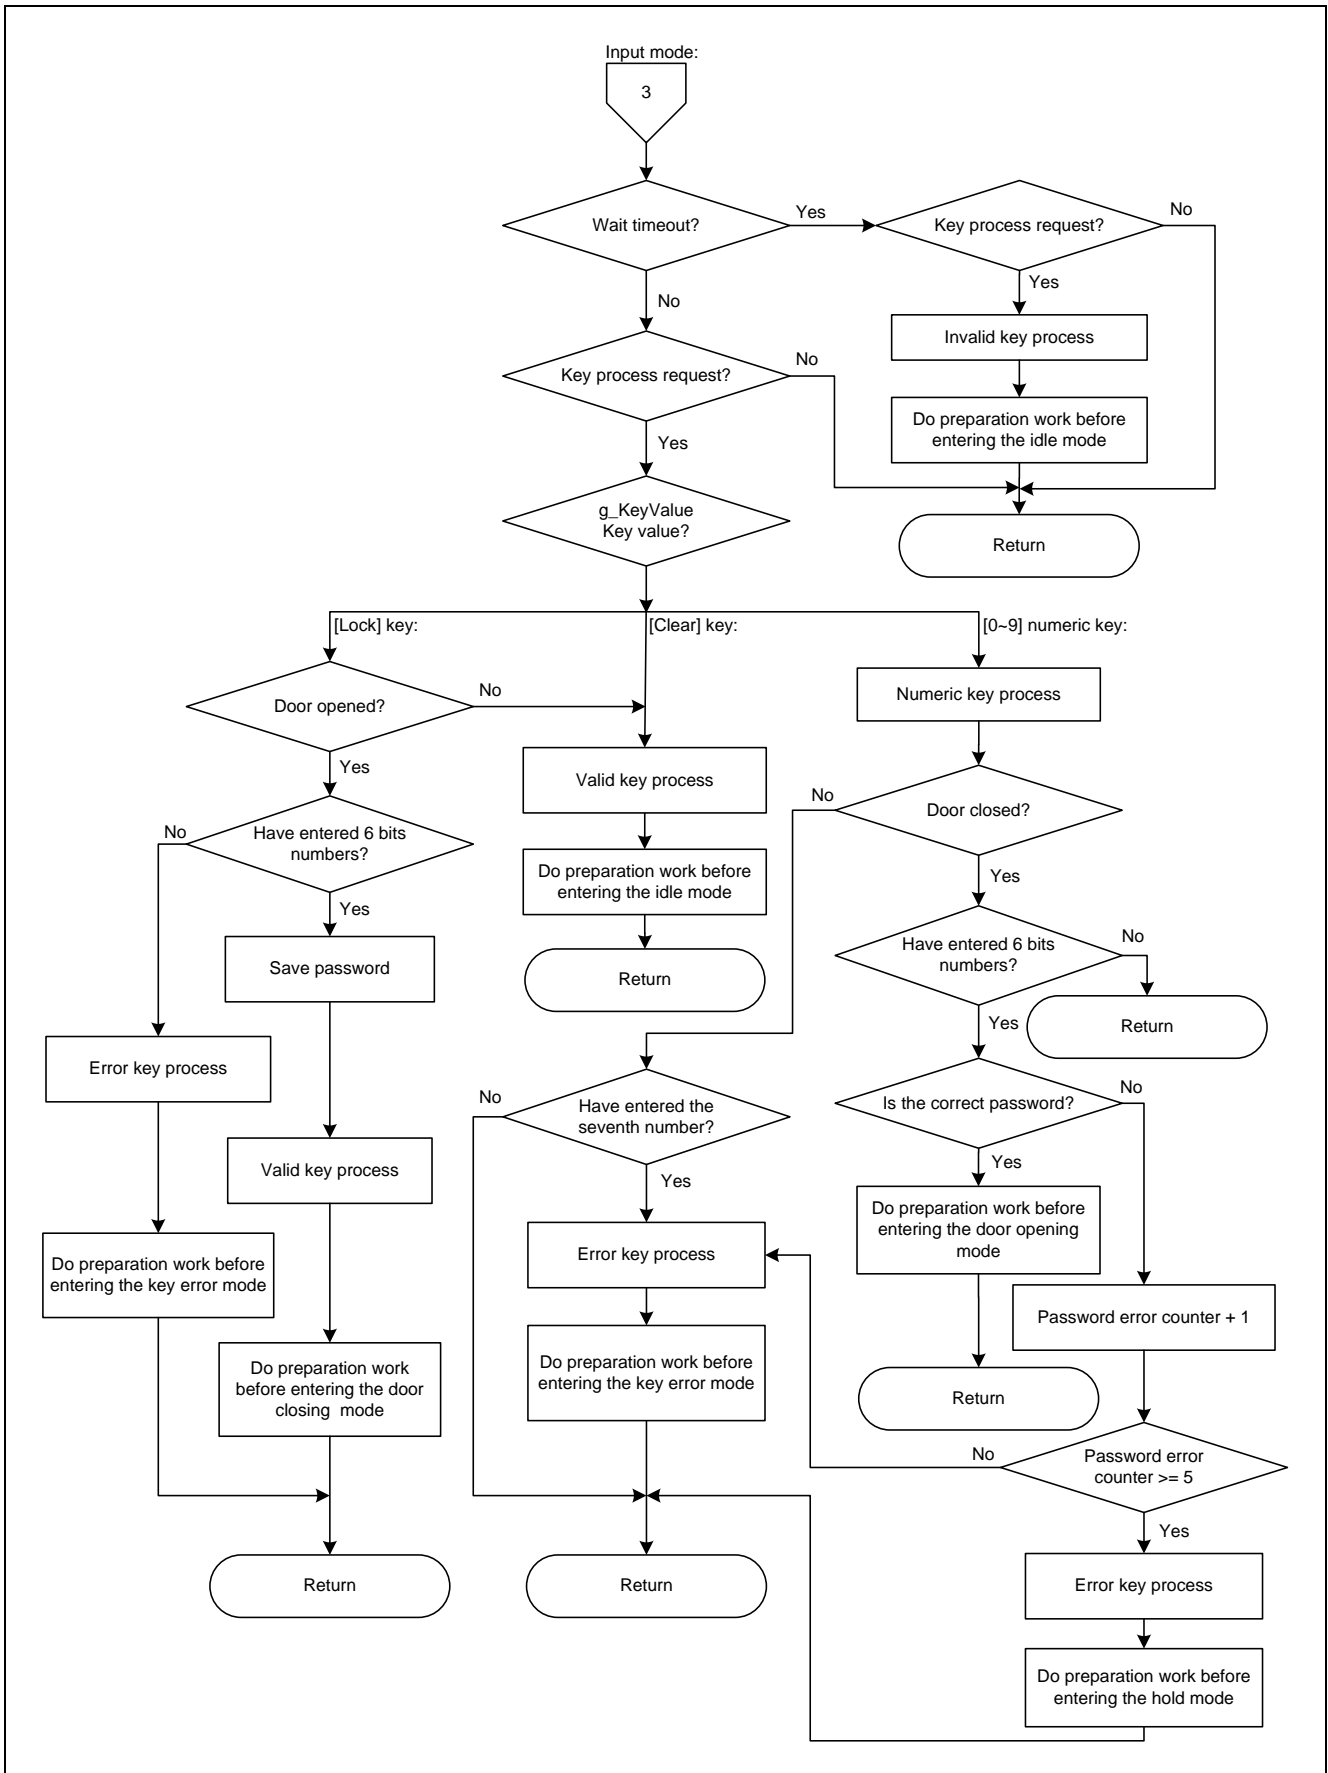 Input mode:
3
Wait timeout?
Yes
Key process request?
No
Yes
Invalid key process
Do preparation work before
entering the idle mode
Return
No
Key process request?
No
Yes
g_KeyValue
Key value?
[Lock] key:
[Clear] key:
[0~9] numeric key:
Door opened?
No
Yes
Have entered 6 bits
numbers?
No
Yes
Save password
Error key process
Valid key process
Do preparation work before
entering the key error mode
Do preparation work
before entering the door
closing mode
Return
Valid key process
Do preparation work before
entering the idle mode
Return
Numeric key process
Door closed?
No
Yes
Have entered 6 bits
numbers?
No
Return
Yes
Is the correct password?
No
Yes
Do preparation work before
entering the door opening
mode
Return
Password error counter + 1
Password error
counter >= 5
No
Yes
Error key process
Do preparation work before
entering the hold mode
Have entered the
seventh number?
No
Yes
Error key process
Do preparation work before
entering the key error mode
Return